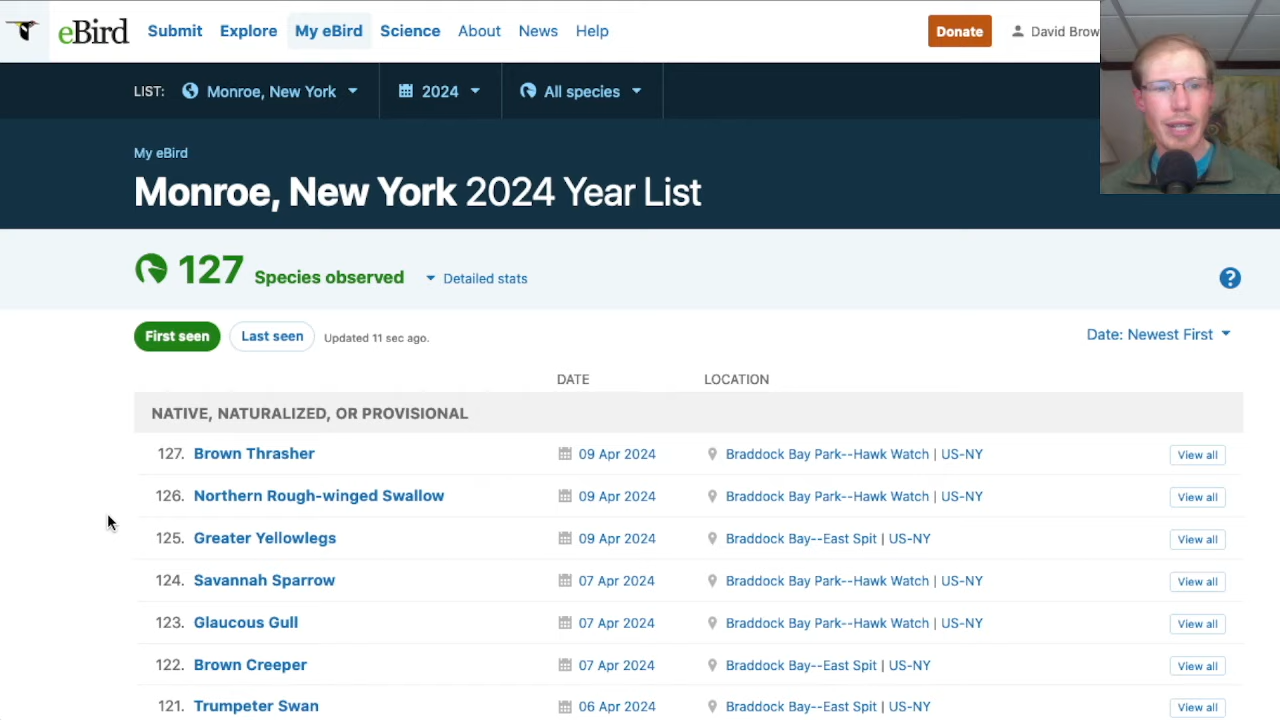 eBird Submit Explore My eBird Science About News Help Donate David Brow
LIST: Monroe, New York 2024 All species
My eBird
Monroe, New York 2024 Year List
127 Species observed Detailed stats ?
First seen Last seen Updated 11 sec ago. Date: Newest First
DATE LOCATION
NATIVE, NATURALIZED, OR PROVISIONAL
127. Brown Thrasher 09 Apr 2024 Braddock Bay Park--Hawk Watch | US-NY View all
126. Northern Rough-winged Swallow 09 Apr 2024 Braddock Bay Park--Hawk Watch | US-NY View all
125. Greater Yellowlegs 09 Apr 2024 Braddock Bay--East Spit | US-NY View all
124. Savannah Sparrow 07 Apr 2024 Braddock Bay Park--Hawk Watch | US-NY View all
123. Glaucous Gull 07 Apr 2024 Braddock Bay Park--Hawk Watch | US-NY View all
122. Brown Creeper 07 Apr 2024 Braddock Bay--East Spit | US-NY View all
121. Trumpeter Swan 06 Apr 2024 Braddock Bay--East Spit | US-NY View all